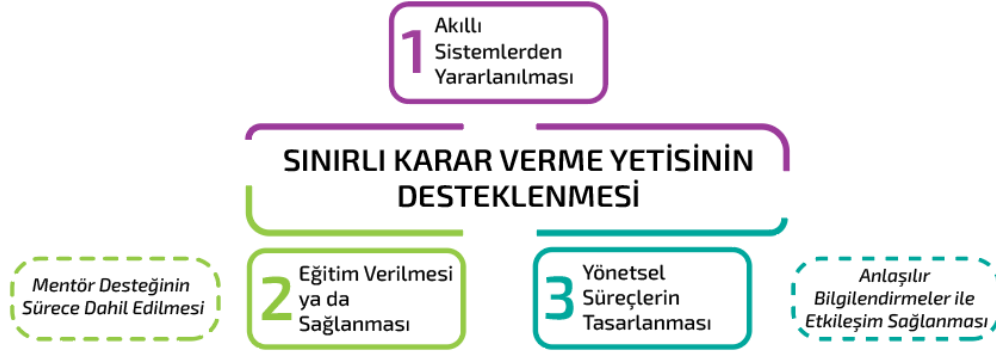 1
Akıllı
Sistemlerden
Yararlanılması
SINIRLI KARAR VERME YETİSİNİN
DESTEKLENMESİ
Mentör Desteğinin
Sürece Dahil Edilmesi
2
Eğitim Verilmesi
ya da
Sağlanması
3
Yönetsel
Süreçlerin
Tasarlanması
Anlaşılır
Bilgilendirmeler ile
Etkileşim Sağlanması